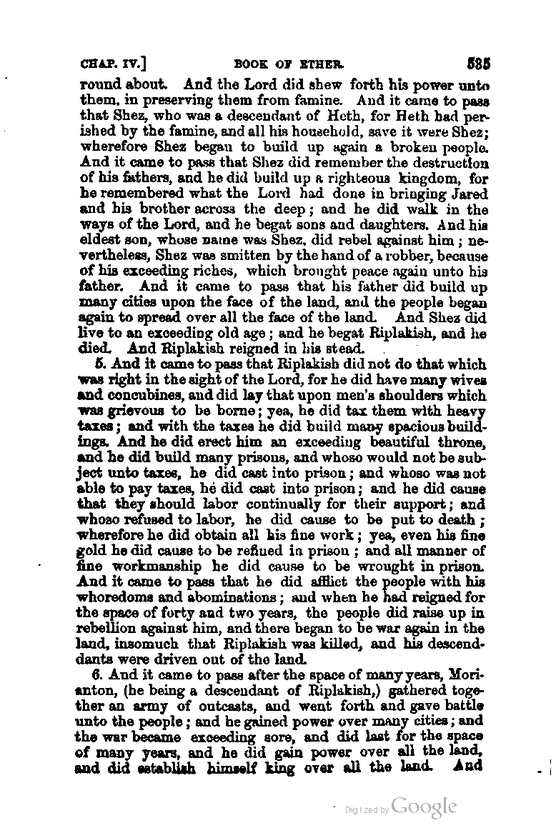 CHAP. IV.] BOOK OF ETHER. 535
round about. And the Lord did shew forth his power unto
them, in preserving them from famine. And it came to pass
that Shez, who was a descendant of Heth, for Heth had per-
ished by the famine, and all his household, save it were Shez;
wherefore Shez began to build up again a broken people.
And it came to pass that Shez did remember the destruction
of his fathers, and he did build up a righteous kingdom, for
he remembered what the Lord had done in bringing Jared
and his brother across the deep; and he did walk in the
ways of the Lord, and he begat sons and daughters. And his
eldest son, whose name was Shez, did rebel against him; ne-
vertheless, Shez was smitten by the hand of a robber, because
of his exceeding riches, which brought peace again unto his
father. And it came to pass that his father did build up
many cities upon the face of the land, and the people began
again to spread over all the face of the land. And Shez did
live to an exceeding old age; and he begat Riplakish, and he
died. And Riplakish reigned in his stead.
5. And it came to pass that Riplakish did not do that which
was right in the sight of the Lord, for he did have many wives
and concubines, and did lay that upon men's shoulders which
was grievous to be borne; yea, he did tax them with heavy
taxes; and with the taxes he did build many spacious build-
ings. And he did erect him an exceeding beautiful throne,
and he did build many prisons, and whoso would not be sub-
ject unto taxes, he did cast into prison; and whoso was not
able to pay taxes, he did cast into prison; and he did cause
that they should labor continually for their support; and
whoso refused to labor, he did cause to be put to death;
wherefore he did obtain all his fine work; yea, even his fine
gold he did cause to be refined in prison; and all manner of
fine workmanship he did cause to be wrought in prison.
And it came to pass that he did afflict the people with his
whoredoms and abominations; and when he had reigned for
the space of forty and two years, the people did raise up in
rebellion against him, and there began to be war again in the
land, insomuch that Riplakish was killed, and his descend-
dants were driven out of the land.
6. And it came to pass after the space of many years, Mori-
anton, (he being a descendant of Riplakish,) gathered toge-
ther an army of outcasts, and went forth and gave battle
unto the people; and he gained power over many cities; and
the war became exceeding sore, and did last for the space
of many years, and he did gain power over all the land,
and did establish himself king over all the land. And
Digitized by Google